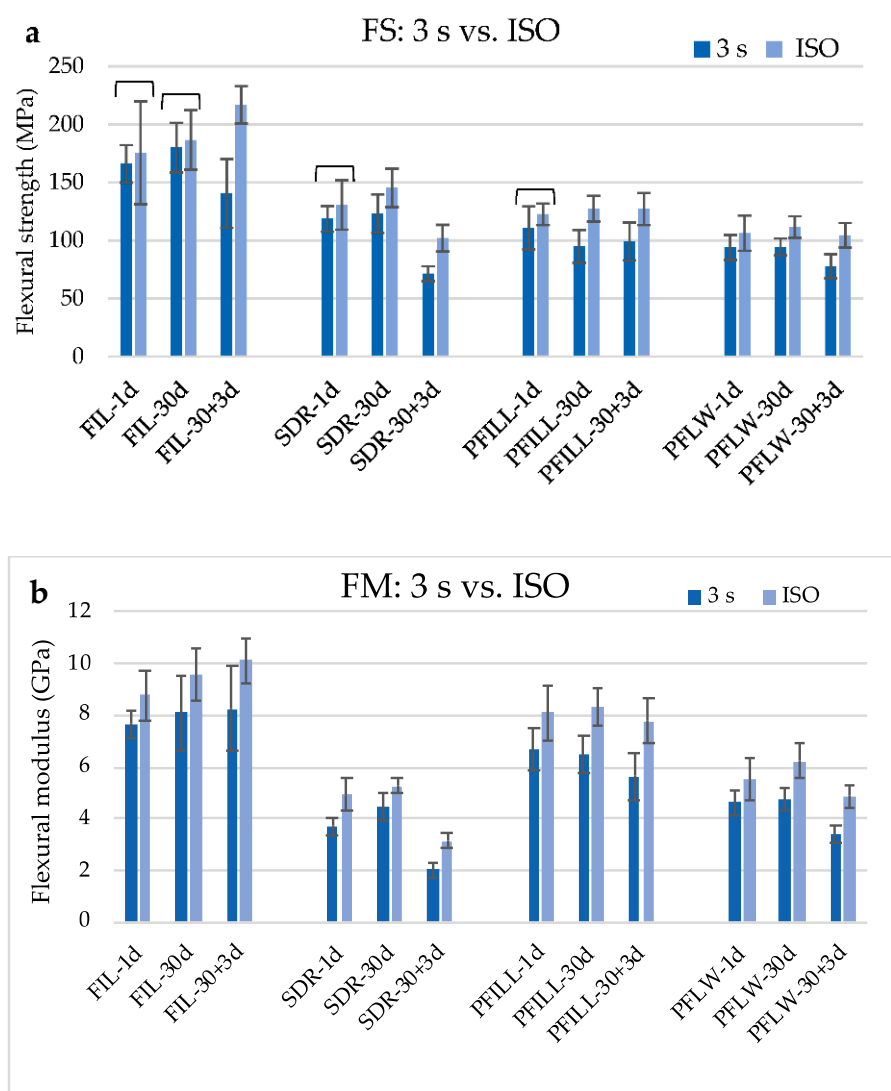 a
FS: 3 s vs. ISO
3 s ISO
Flexural strength (MPa)
250
200
150
100
50
0
FIL-1d
FIL-30d
FIL-30+3d
SDR-1d
SDR-30d
SDR-30+3d
PFILL-1d
PFILL-30d
PFILL-30+3d
PFLW-1d
PFLW-30d
PFLW-30+3d
b
FM: 3 s vs. ISO
3 s ISO
Flexural modulus (GPa)
12
10
8
6
4
2
0
FIL-1d
FIL-30d
FIL-30+3d
SDR-1d
SDR-30d
SDR-30+3d
PFILL-1d
PFILL-30d
PFILL-30+3d
PFLW-1d
PFLW-30d
PFLW-30+3d